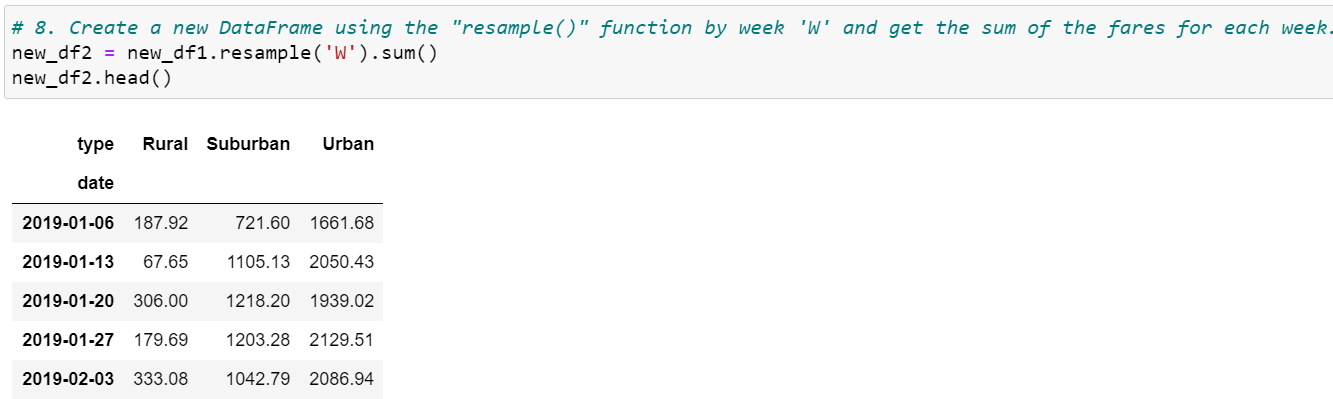 # 8. Create a new DataFrame using the "resample()" function by week 'W' and get the sum of the fares for each week.
new_df2 = new_df1.resample('W').sum()
new_df2.head()
type Rural Suburban Urban
date
2019-01-06 187.92 721.60 1661.68
2019-01-13 67.65 1105.13 2050.43
2019-01-20 306.00 1218.20 1939.02
2019-01-27 179.69 1203.28 2129.51
2019-02-03 333.08 1042.79 2086.94